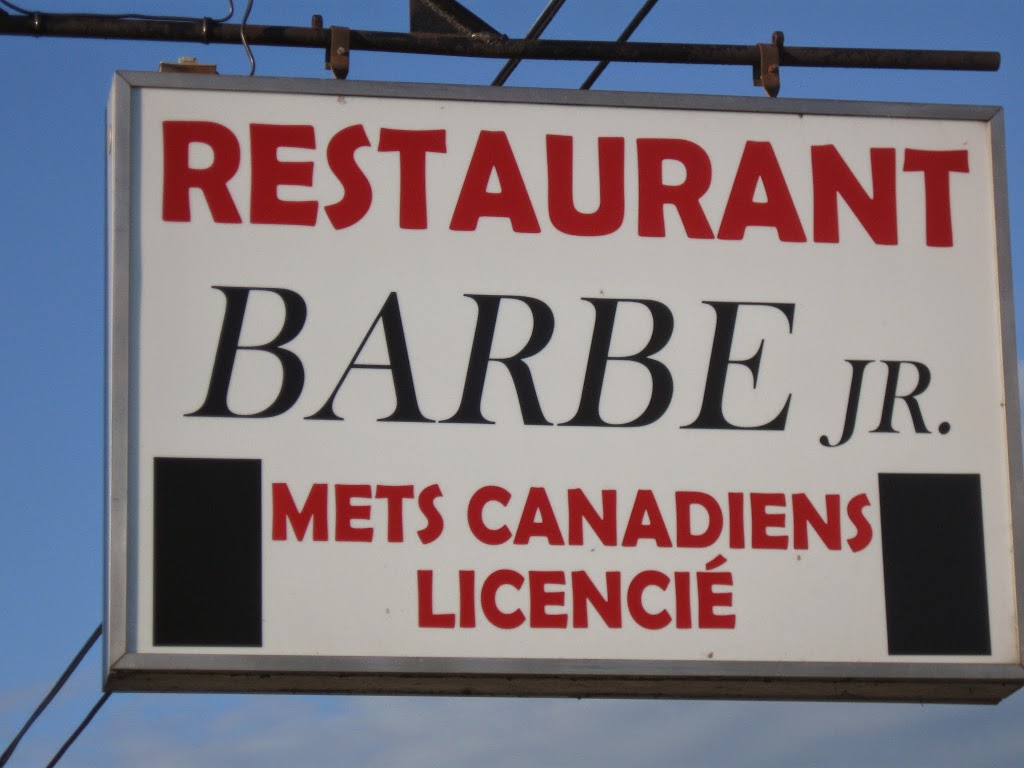 RESTAURANT
BARBE JR.
METS CANADIENS
LICENCIÉ